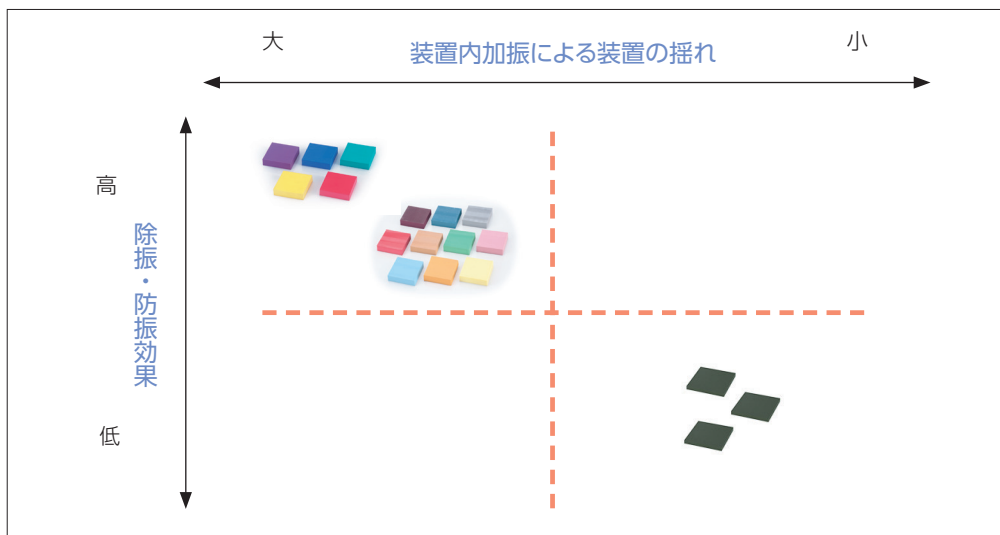 大
装置内加振による装置の揺れ
小
高
除振・防振効果
低